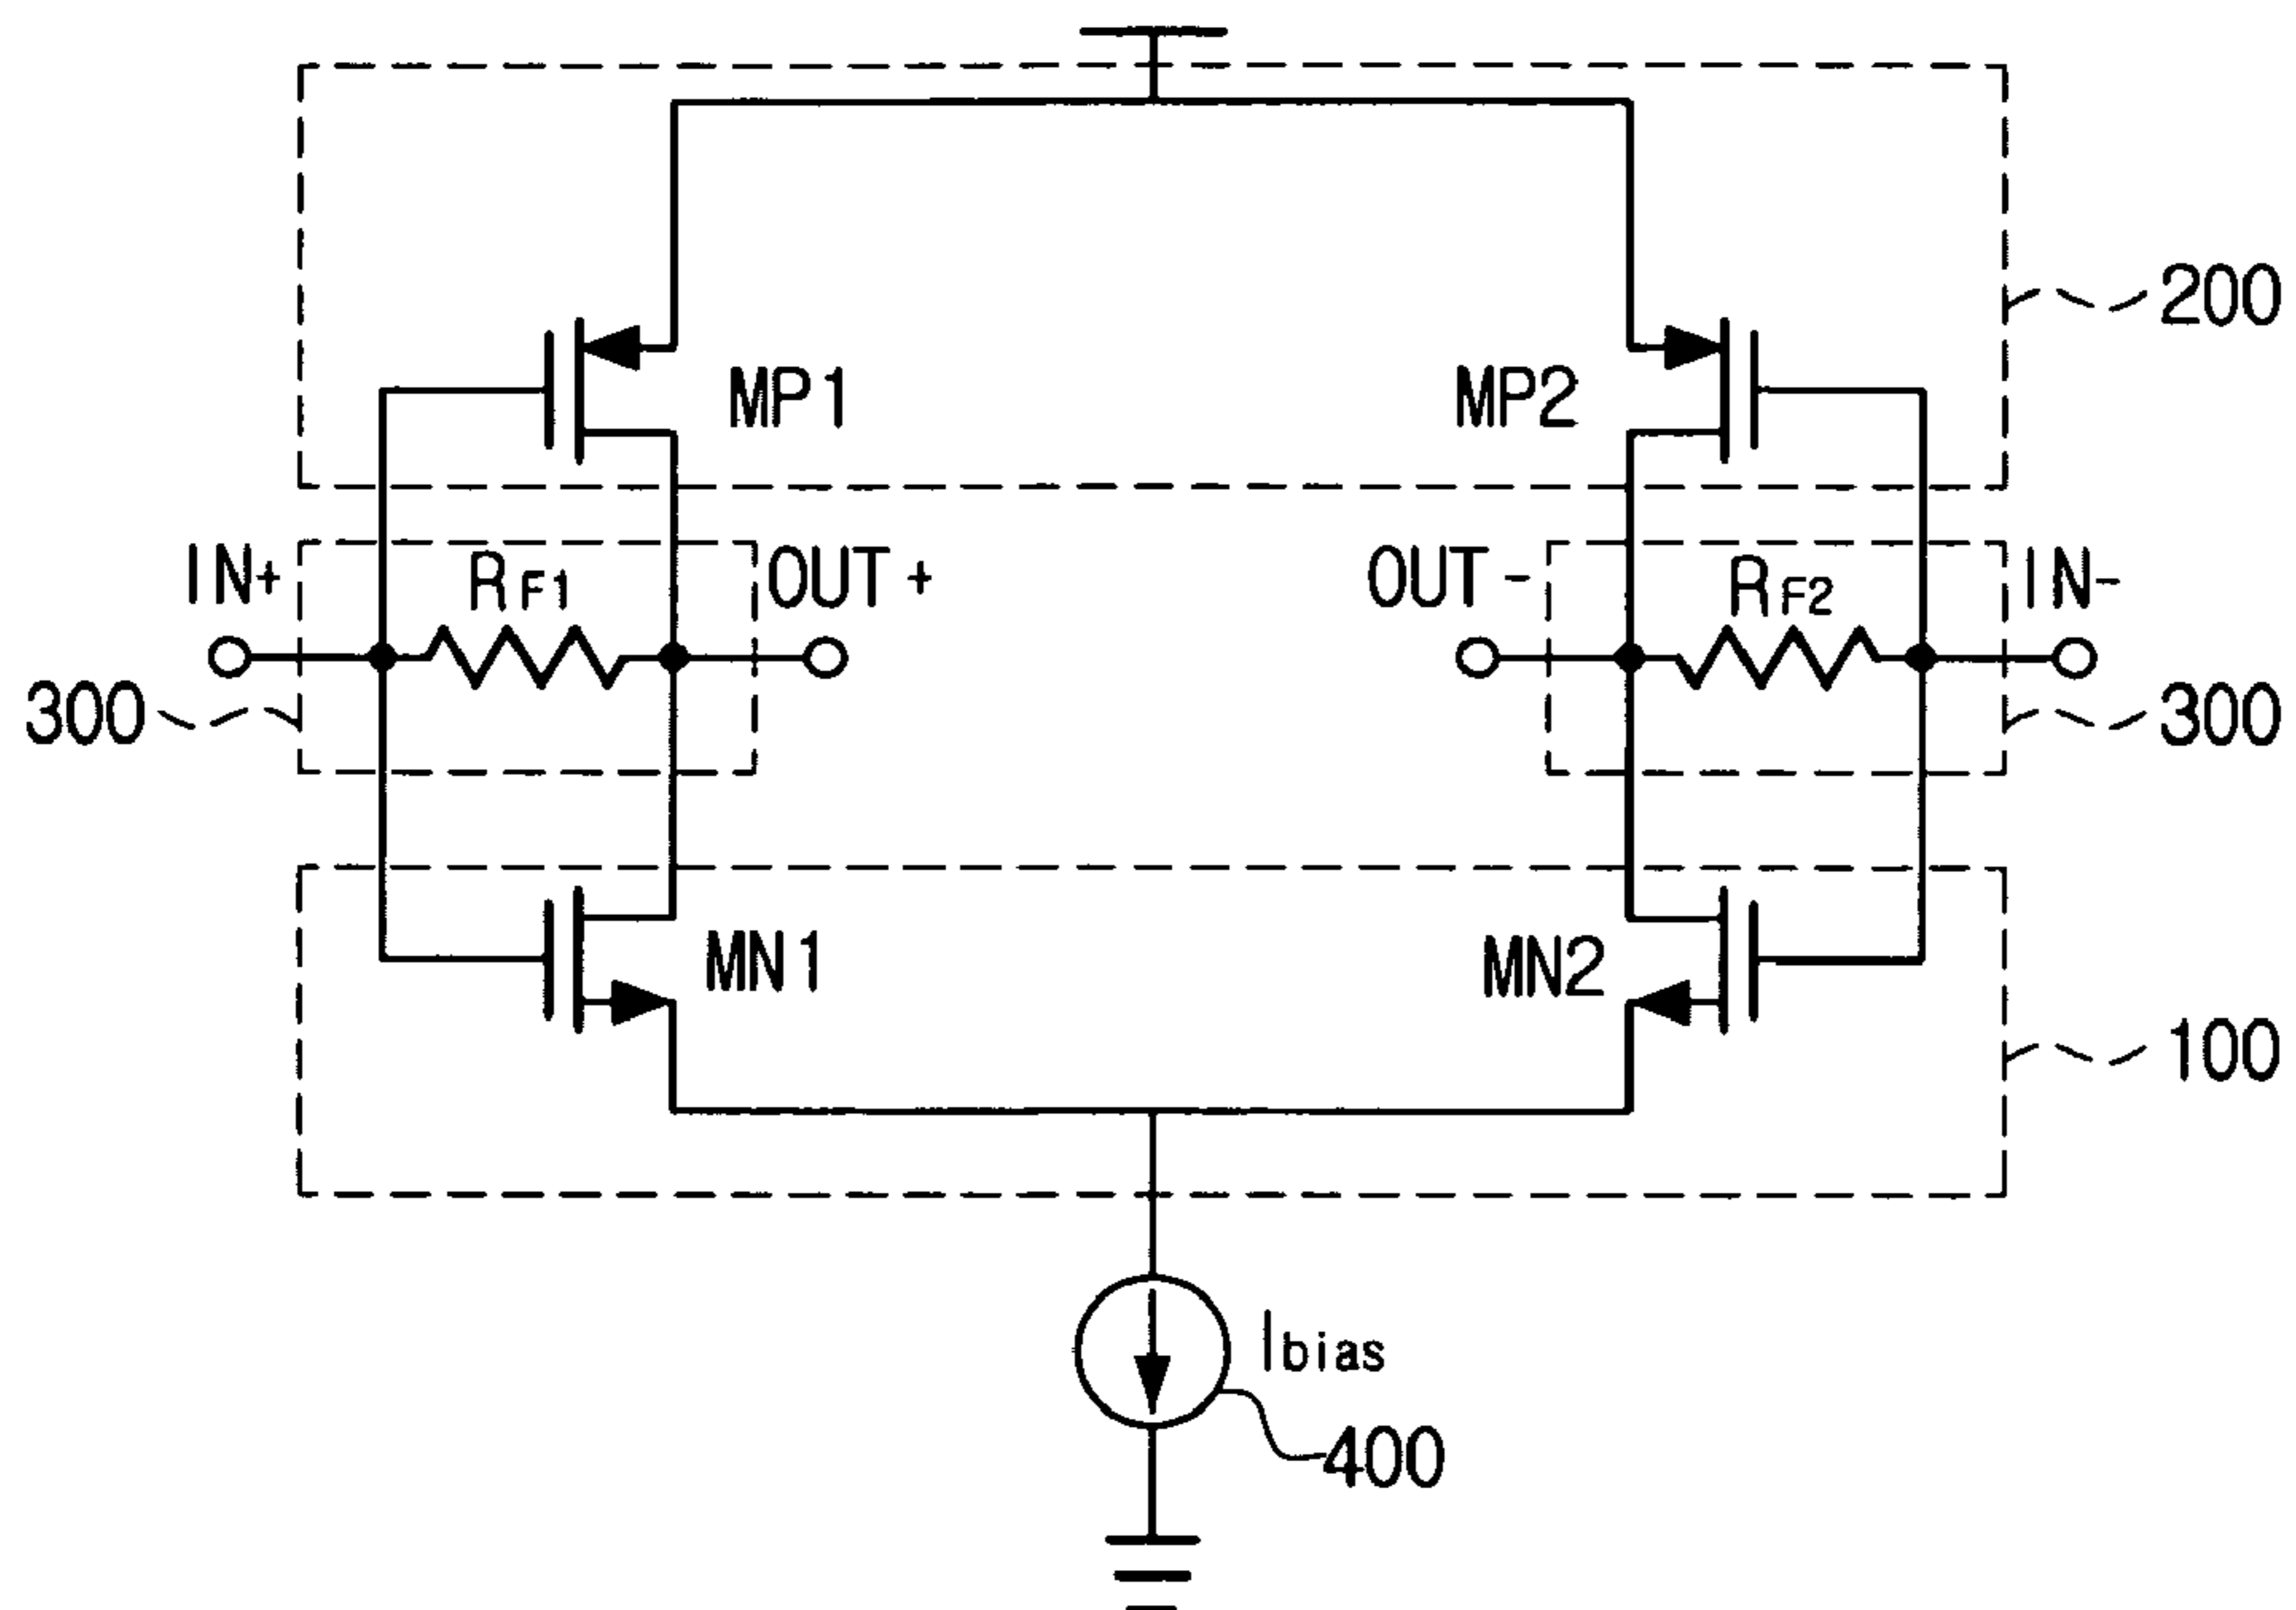 200
MP1
MP2
IN+
RF1
OUT+
OUT-
RF2
IN-
300
300
MN1
MN2
100
Ibias
400